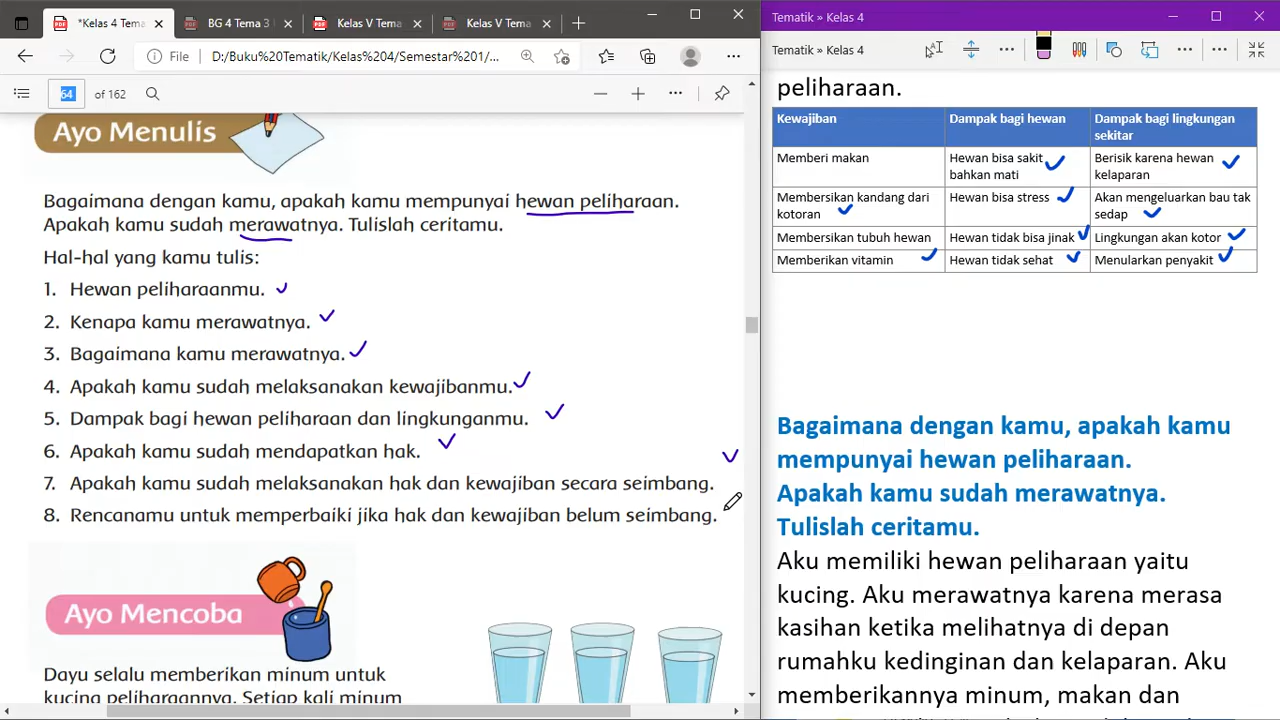 *Kelas 4 Tema
BG 4 Tema 3
Kelas V Tema
Kelas V Tema
File
D:/Buku%20Tematik/Kelas%204/Semestar%201/...
64 of 162
Ayo Menulis
Bagaimana dengan kamu, apakah kamu mempunyai hewan peliharaan.
Apakah kamu sudah merawatnya. Tulislah ceritamu.
Hal-hal yang kamu tulis:
1. Hewan peliharaanmu.
2. Kenapa kamu merawatnya.
3. Bagaimana kamu merawatnya.
4. Apakah kamu sudah melaksanakan kewajibanmu.
5. Dampak bagi hewan peliharaan dan lingkunganmu.
6. Apakah kamu sudah mendapatkan hak.
7. Apakah kamu sudah melaksanakan hak dan kewajiban secara seimbang.
8. Rencanamu untuk memperbaiki jika hak dan kewajiban belum seimbang.
Ayo Mencoba
Dayu selalu memberikan minum untuk
kucing peliharaannya. Setiap kali minum
Tematik » Kelas 4
Tematik » Kelas 4
peliharaan.
Kewajiban
Dampak bagi hewan
Dampak bagi lingkungan
sekitar
Memberi makan
Hewan bisa sakit
bahkan mati
Berisik karena hewan
kelaparan
Membersikan kandang dari
kotoran
Hewan bisa stress
Akan mengeluarkan bau tak
sedap
Membersikan tubuh hewan
Hewan tidak bisa jinak
Lingkungan akan kotor
Memberikan vitamin
Hewan tidak sehat
Menularkan penyakit
Bagaimana dengan kamu, apakah kamu
mempunyai hewan peliharaan.
Apakah kamu sudah merawatnya.
Tulislah ceritamu.
Aku memiliki hewan peliharaan yaitu
kucing. Aku merawatnya karena merasa
kasihan ketika melihatnya di depan
rumahku kedinginan dan kelaparan. Aku
memberikannya minum, makan dan